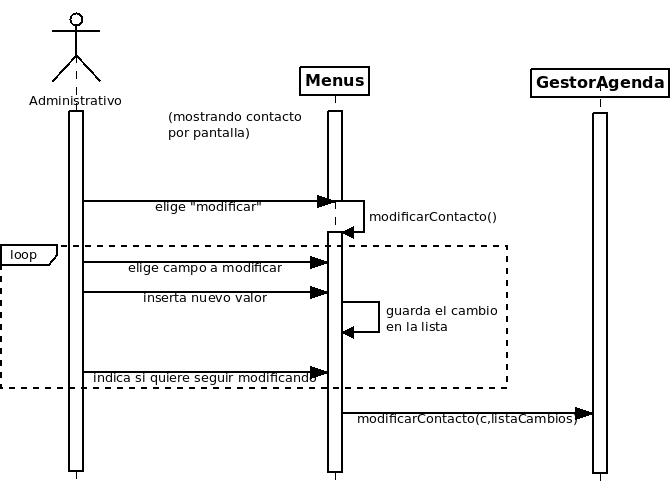 Menus
GestorAgenda
Administrativo
(mostrando contacto
por pantalla)
elige "modificar"
modificarContacto()
loop
elige campo a modificar
inserta nuevo valor
guarda el cambio
en la lista
indica si quiere seguir modificando
modificarContacto(c,listaCambios)